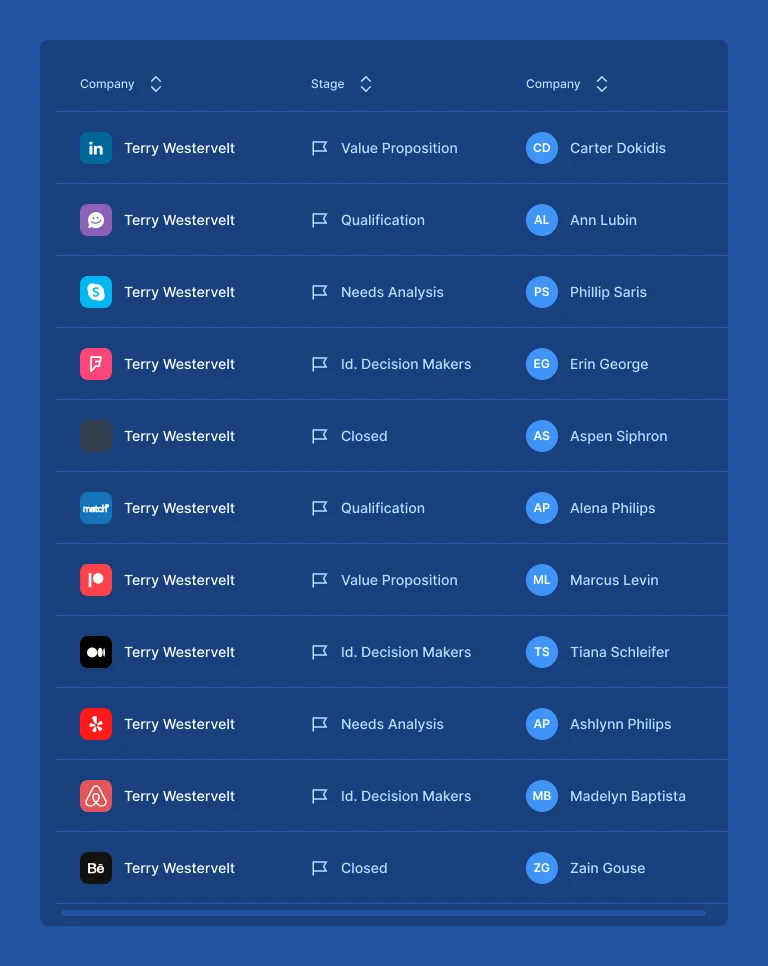 Company Stage Company
in Terry Westervelt Value Proposition CD Carter Dokidis
Terry Westervelt Qualification AL Ann Lubin
S Terry Westervelt Needs Analysis PS Phillip Saris
Terry Westervelt Id. Decision Makers EG Erin George
Terry Westervelt Closed AS Aspen Siphron
match Terry Westervelt Qualification AP Alena Philips
Terry Westervelt Value Proposition ML Marcus Levin
Terry Westervelt Id. Decision Makers TS Tiana Schleifer
Terry Westervelt Needs Analysis AP Ashlynn Philips
Terry Westervelt Id. Decision Makers MB Madelyn Baptista
Bē Terry Westervelt Closed ZG Zain Gouse